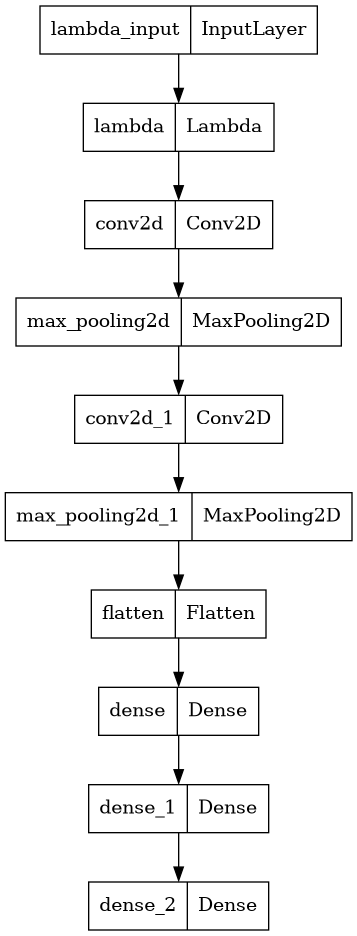 lambda_input InputLayer
lambda Lambda
conv2d Conv2D
max_pooling2d MaxPooling2D
conv2d_1 Conv2D
max_pooling2d_1 MaxPooling2D
flatten Flatten
dense Dense
dense_1 Dense
dense_2 Dense